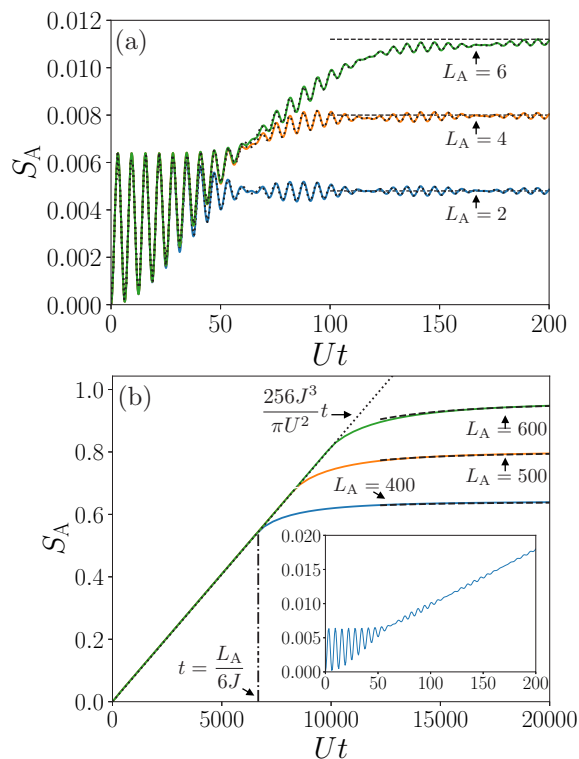 (a)
S_A
0.012
0.010
0.008
0.006
0.004
0.002
0.000
L_A = 6
L_A = 4
L_A = 2
0 50 100 150 200
Ut
(b)
S_A
1.0
0.8
0.6
0.4
0.2
0.0
256J^3
πU^2
t
L_A = 600
L_A = 500
L_A = 400
t = L_A
6J
0.020
0.015
0.010
0.005
0.000
0 50 100 150 200
0 5000 10000 15000 20000
Ut